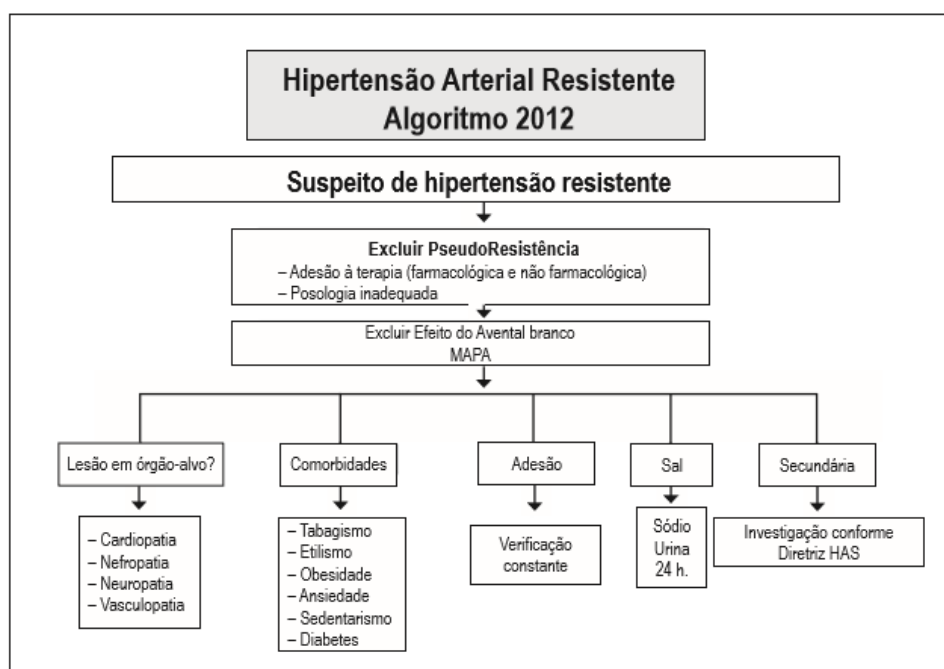 Hipertensão Arterial Resistente
Algoritmo 2012
Suspeito de hipertensão resistente
Excluir PseudoResistência
– Adesão à terapia (farmacológica e não farmacológica)
– Posologia inadequada
Excluir Efeito do Avental branco
MAPA
Lesão em órgão-alvo?
– Cardiopatia
– Nefropatia
– Neuropatia
– Vasculopatia
Comorbidades
– Tabagismo
– Etilismo
– Obesidade
– Ansiedade
– Sedentarismo
– Diabetes
Adesão
Verificação
constante
Sal
Sódio
Urina
24 h.
Secundária
Investigação conforme
Diretriz HAS